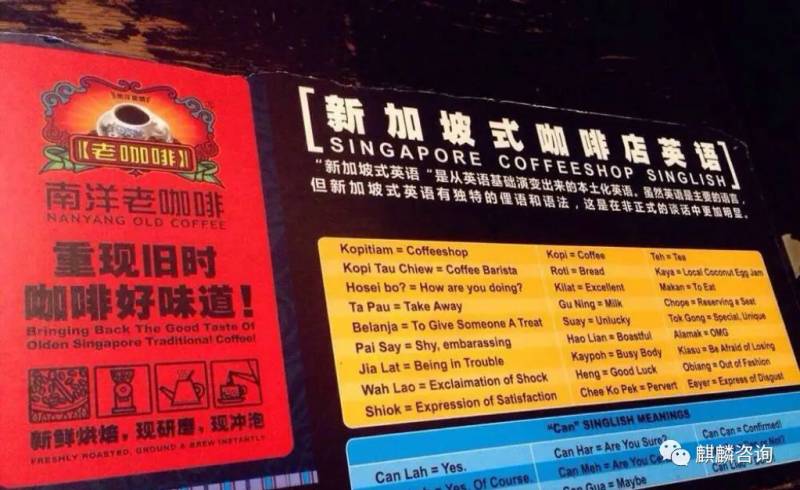 南洋老咖啡
【老咖啡】
南洋老咖啡
NANYANG OLD COFFEE
重现旧时
咖啡好味道！
Bringing Back The Good Taste Of
Olden Singapore Traditional Coffee!
新鲜烘焙，现研磨，现冲泡
FRESHLY ROASTED, GROUND & BREW INSTANTLY
[新加坡式咖啡店英语]
SINGAPORE COFFEESHOP SINGLISH
“新加坡式英语”是从英语基础演变出来的本土化英语。虽然英语是主要的语言，
但新加坡式英语有独特的俚语和语法，这是在非正式的谈话中更加明显。
Kopitiam = Coffeeshop
Kopi Tau Chiew = Coffee Barista
Hosei bo? = How are you doing?
Ta Pau = Take Away
Belanja = To Give Someone A Treat
Pai Say = Shy, embarassing
Jia Lat = Being in Trouble
Wah Lao = Exclaimation of Shock
Shiok = Expression of Satisfaction
Kopi = Coffee
Roti = Bread
Kilat = Excellent
Gu Ning = Milk
Suay = Unlucky
Hao Lian = Boastful
Kaypoh = Busy Body
Heng = Good Luck
Chee Ko Pek = Pervert
Teh = Tea
Kaya = Local Coconut Egg Jam
Makan = To Eat
Chope = Reserving a Seat
Tok Gong = Special, Unique
Alamak = OMG
Kiasu = Be Afraid of Losing
Obiang = Out of Fashion
Eeyer = Express of Disgust
"Can" SINGLISH MEANINGS
Can Lah = Yes.
Yes, Of Course.
Can Har = Are You Sure?
Can Meh = Are You
Can Gua = Maybe
Can Can = Confirmed!
or Not?
麒麟咨询